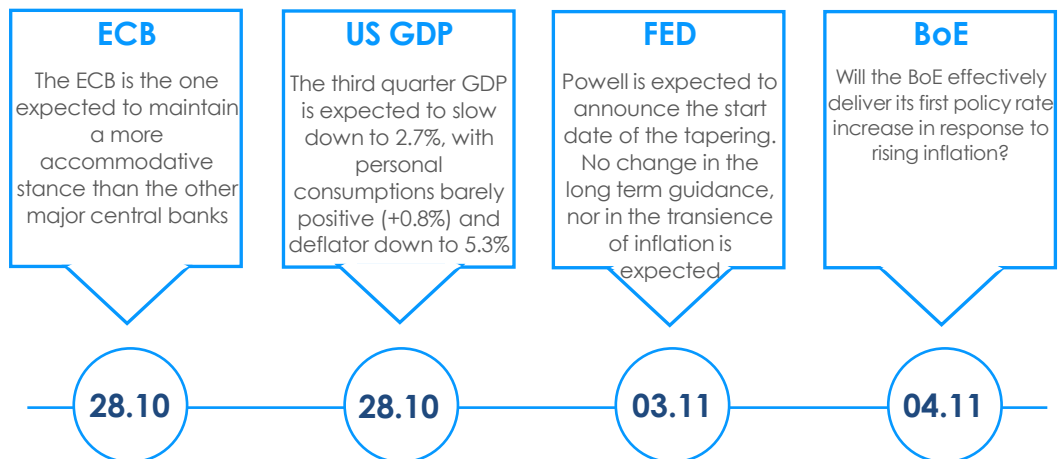 ECB
The ECB is the one
expected to maintain
a more
accommodative
stance than the other
major central banks
US GDP
The third quarter GDP
is expected to slow
down to 2.7%, with
personal
consumptions barely
positive (+0.8%) and
deflator down to 5.3%
FED
Powell is expected to
announce the start
date of the tapering.
No change in the
long term guidance,
nor in the transience
of inflation is
expected
BoE
Will the BoE effectively
deliver its first policy rate
increase in response to
rising inflation?
28.10
28.10
03.11
04.11